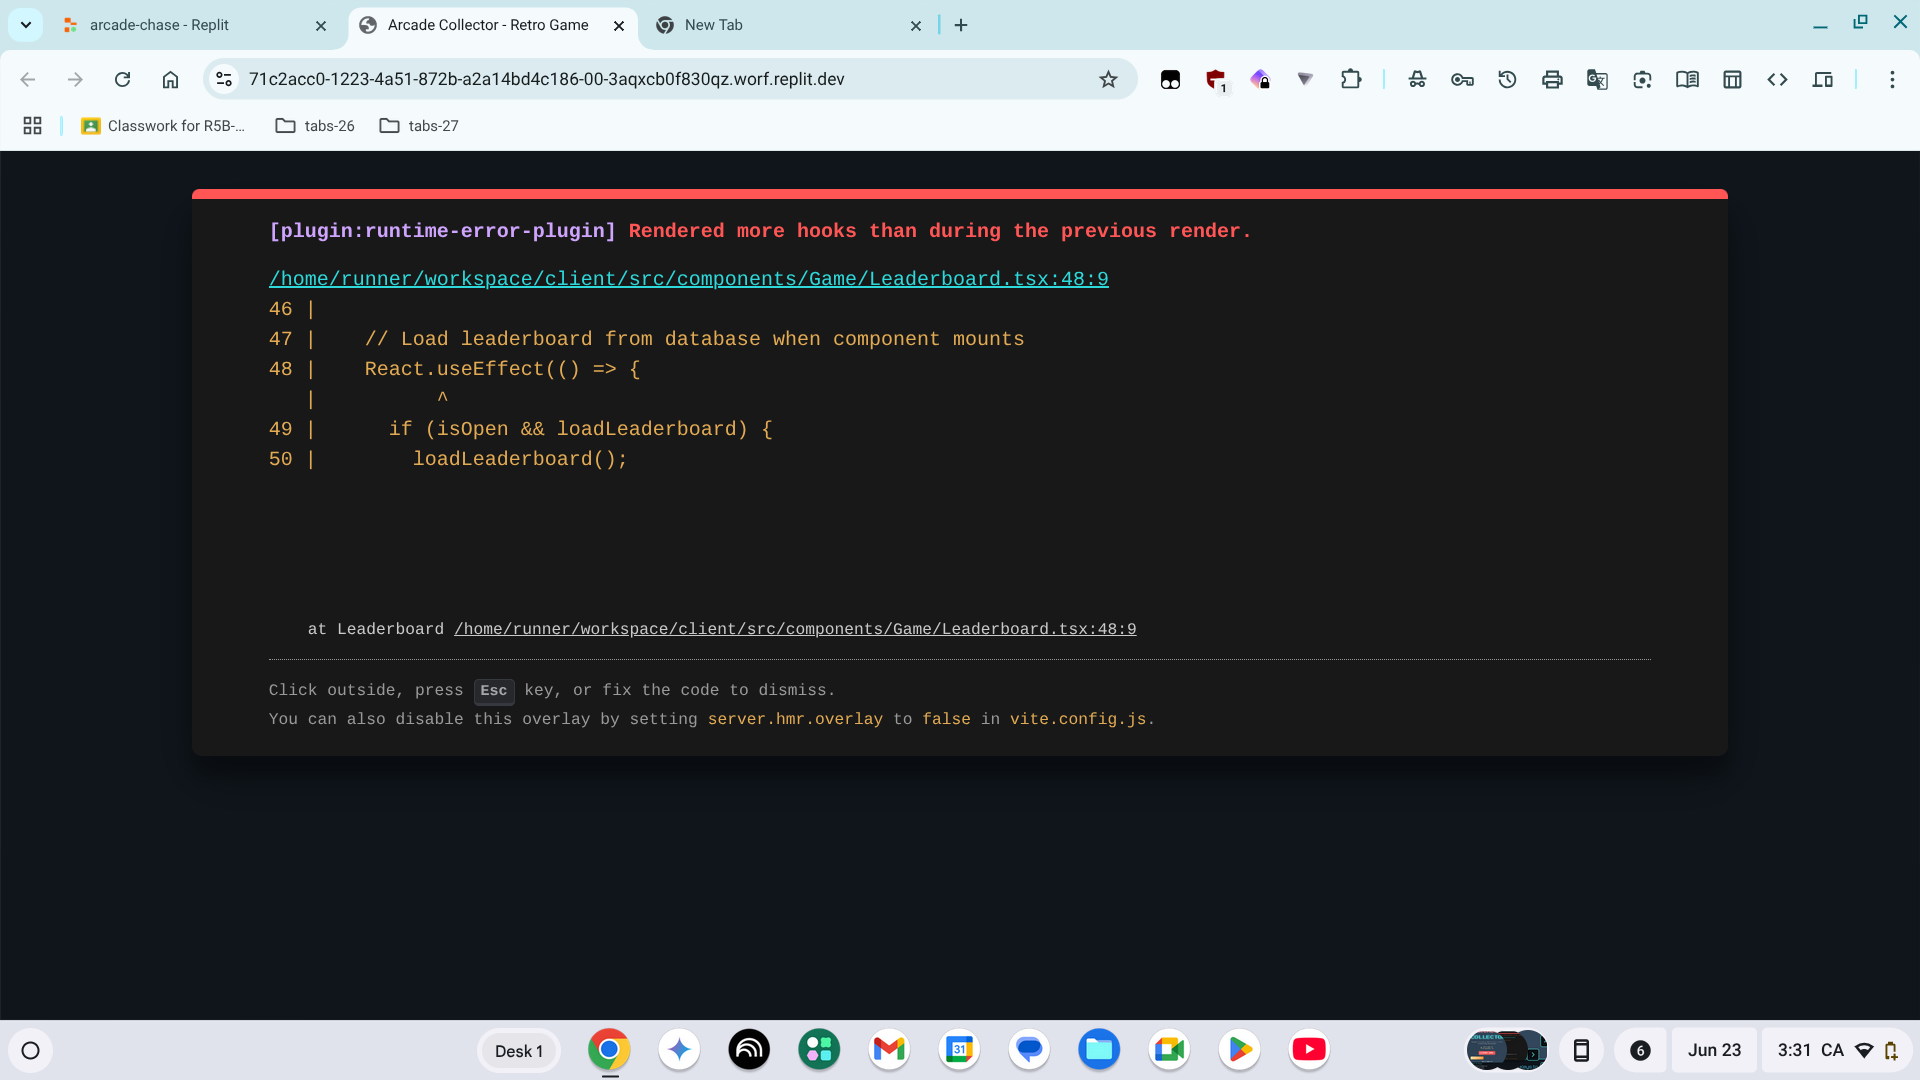 arcade-chase - Replit
Arcade Collector - Retro Game
New Tab
71c2acc0-1223-4a51-872b-a2a14bd4c186-00-3aqxcb0f830qz.worf.replit.dev
1
Classwork for R5B-...
tabs-26
tabs-27
[plugin:runtime-error-plugin] Rendered more hooks than during the previous render.
/home/runner/workspace/client/src/components/Game/Leaderboard.tsx:48:9
46 |
47 |    // Load leaderboard from database when component mounts
48 |    React.useEffect(() => {
   |          ^
49 |      if (isOpen && loadLeaderboard) {
50 |        loadLeaderboard();
at Leaderboard /home/runner/workspace/client/src/components/Game/Leaderboard.tsx:48:9
Click outside, press Esc key, or fix the code to dismiss.
You can also disable this overlay by setting server.hmr.overlay to false in vite.config.js.
Desk 1
31
6
Jun 23
3:31 CA